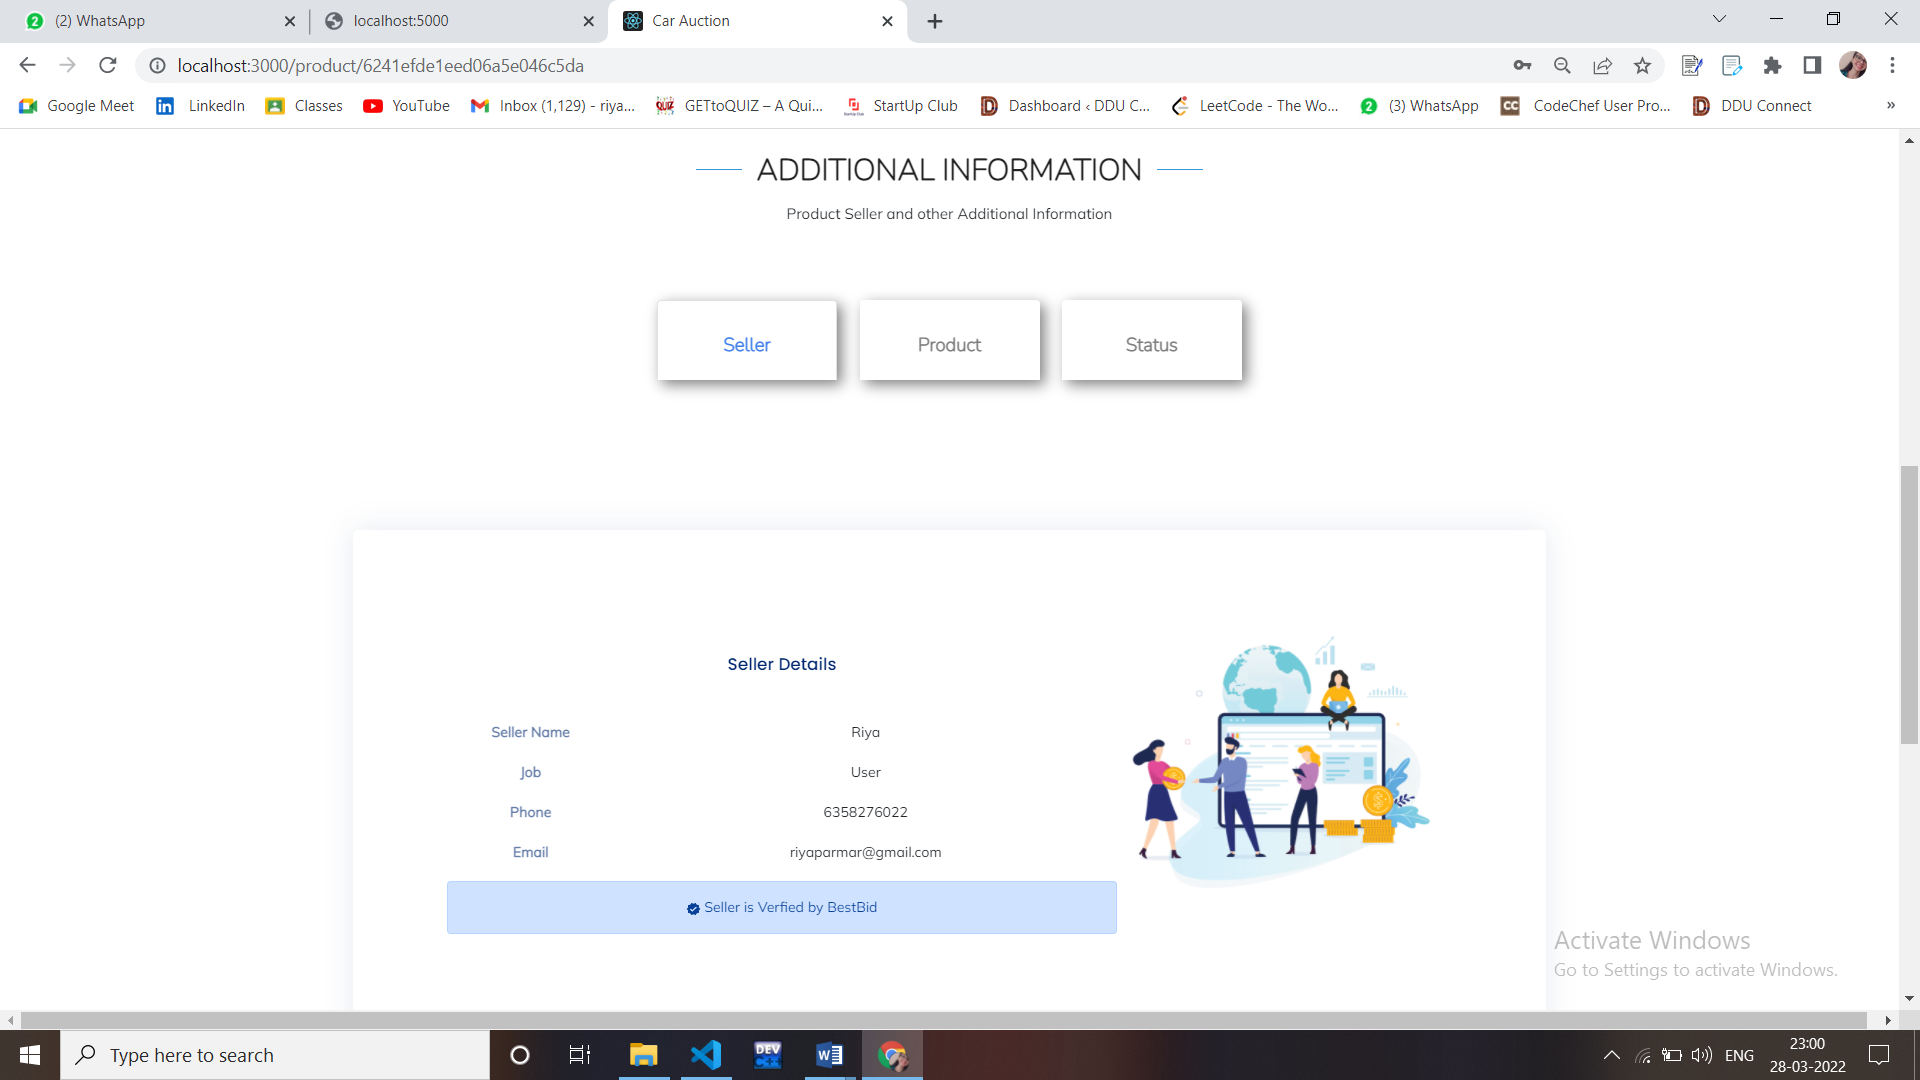 (2) WhatsApp
localhost:5000
Car Auction
localhost:3000/product/6241efde1eed06a5e046c5da
Google Meet
LinkedIn
Classes
YouTube
Inbox (1,129) - riya...
GETtoQUIZ – A Qui...
StartUp Club
Dashboard ‹ DDU C...
LeetCode - The Wo...
(3) WhatsApp
CodeChef User Pro...
DDU Connect
»
ADDITIONAL INFORMATION
Product Seller and other Additional Information
Seller
Product
Status
Seller Details
Seller Name Riya
Job User
Phone 6358276022
Email riyaparmar@gmail.com
Seller is Verfied by BestBid
Activate Windows
Go to Settings to activate Windows.
Type here to search
DEV
C++
ENG
23:00
28-03-2022